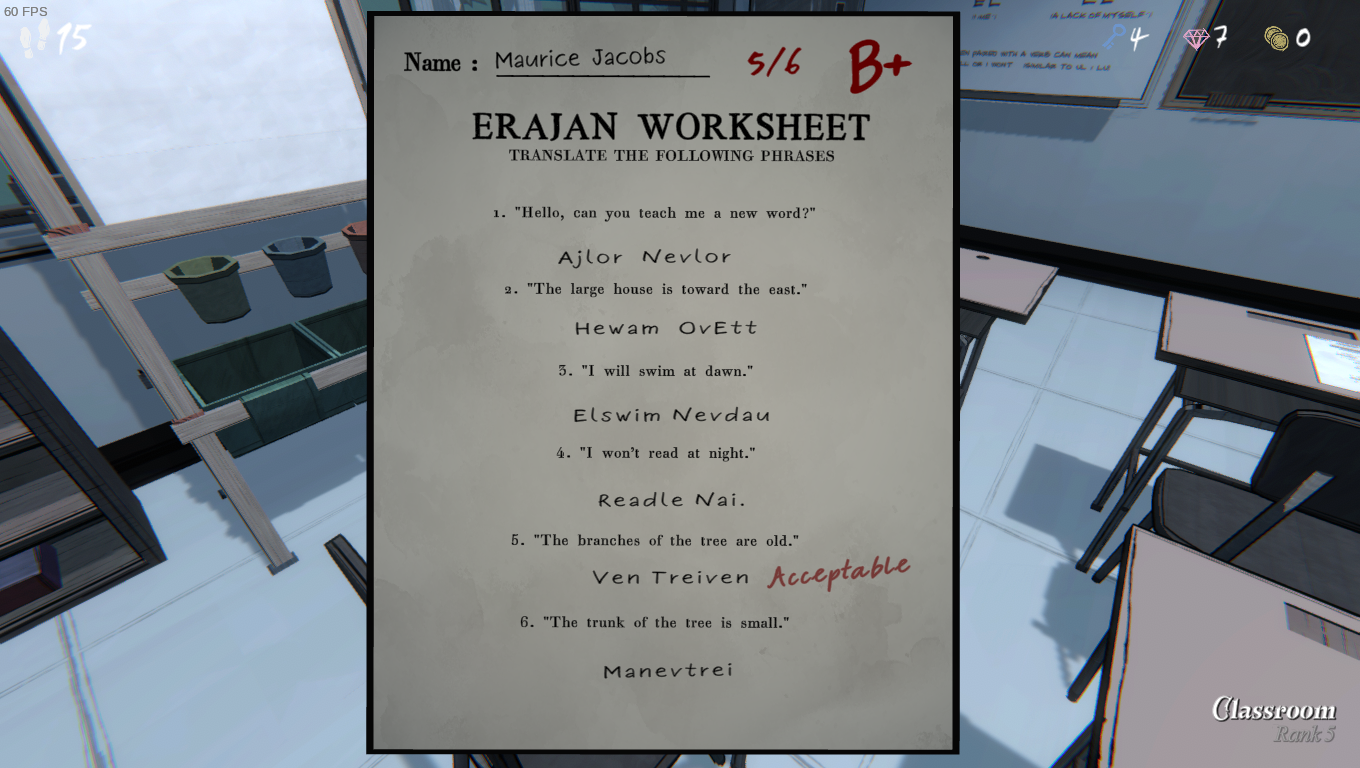 60 FPS
15
4 7 0
EL EL
(A LACK OF MYSELF)
Name : Maurice Jacobs 5/6 B+
ERAJAN WORKSHEET
TRANSLATE THE FOLLOWING PHRASES
1. "Hello, can you teach me a new word?"
Ajlor Nevlor
2. "The large house is toward the east."
Hewam OvEtt
3. "I will swim at dawn."
Elswim Nevdau
4. "I won't read at night."
Readle Nai.
5. "The branches of the tree are old."
Ven Treiven Acceptable
6. "The trunk of the tree is small."
Manevtrei
Classroom
Rank 5